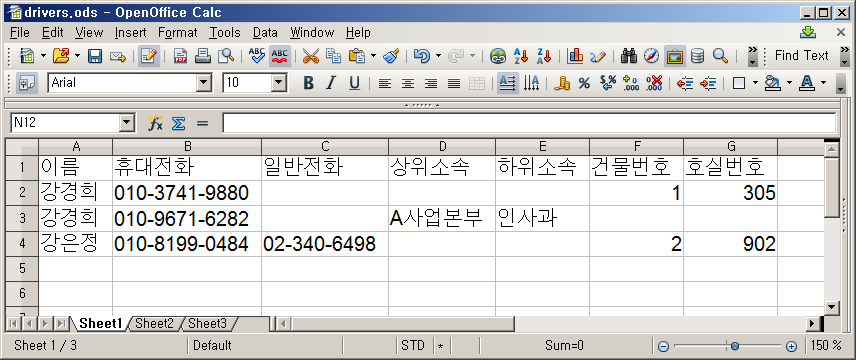 drivers.ods - OpenOffice Calc
File Edit View Insert Format Tools Data Window Help
Find Text
Arial 10 B I U
N12
A B C D E F G
1 이름 휴대전화 일반전화 상위소속 하위소속 건물번호 호실번호
2 강경희 010-3741-9880 1 305
3 강경희 010-9671-6282 A사업본부 인사과
4 강은정 010-8199-0484 02-340-6498 2 902
5
6
Sheet1 Sheet2 Sheet3
Sheet 1 / 3 Default STD * Sum=0 150 %